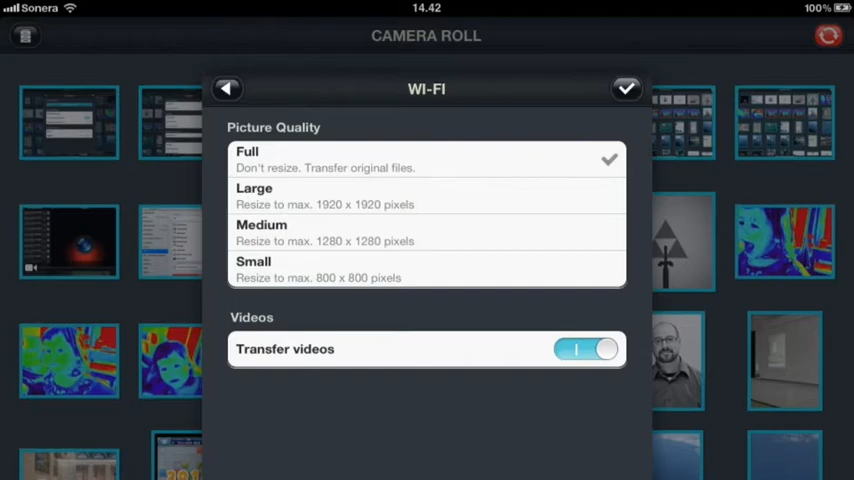 Sonera 14.42 100%
CAMERA ROLL
WI-FI
Picture Quality
Full
Don't resize. Transfer original files.
Large
Resize to max. 1920 x 1920 pixels
Medium
Resize to max. 1280 x 1280 pixels
Small
Resize to max. 800 x 800 pixels
Videos
Transfer videos